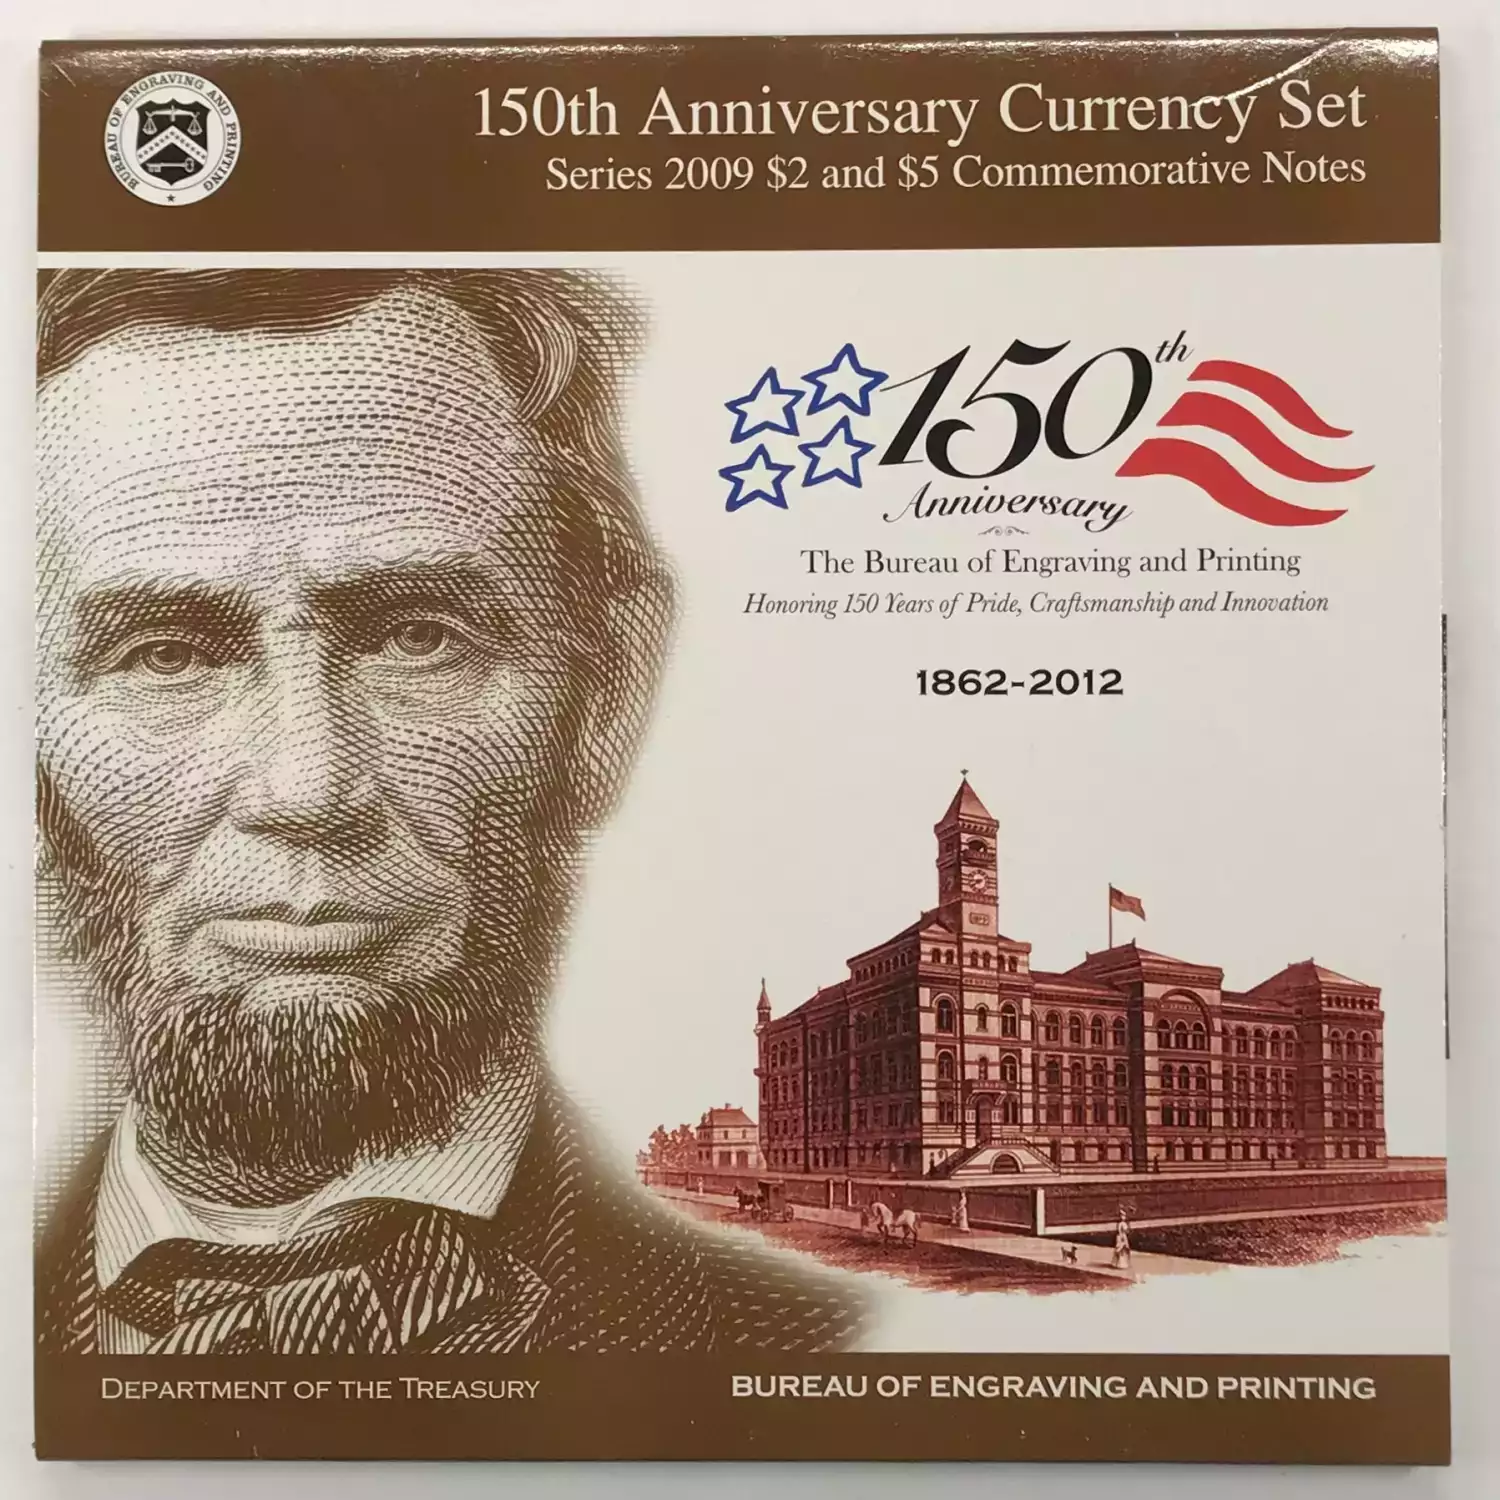 BUREAU OF ENGRAVING AND PRINTING
150th Anniversary Currency Set
Series 2009 $2 and $5 Commemorative Notes
150th
Anniversary
The Bureau of Engraving and Printing
Honoring 150 Years of Pride, Craftsmanship and Innovation
1862-2012
DEPARTMENT OF THE TREASURY
BUREAU OF ENGRAVING AND PRINTING